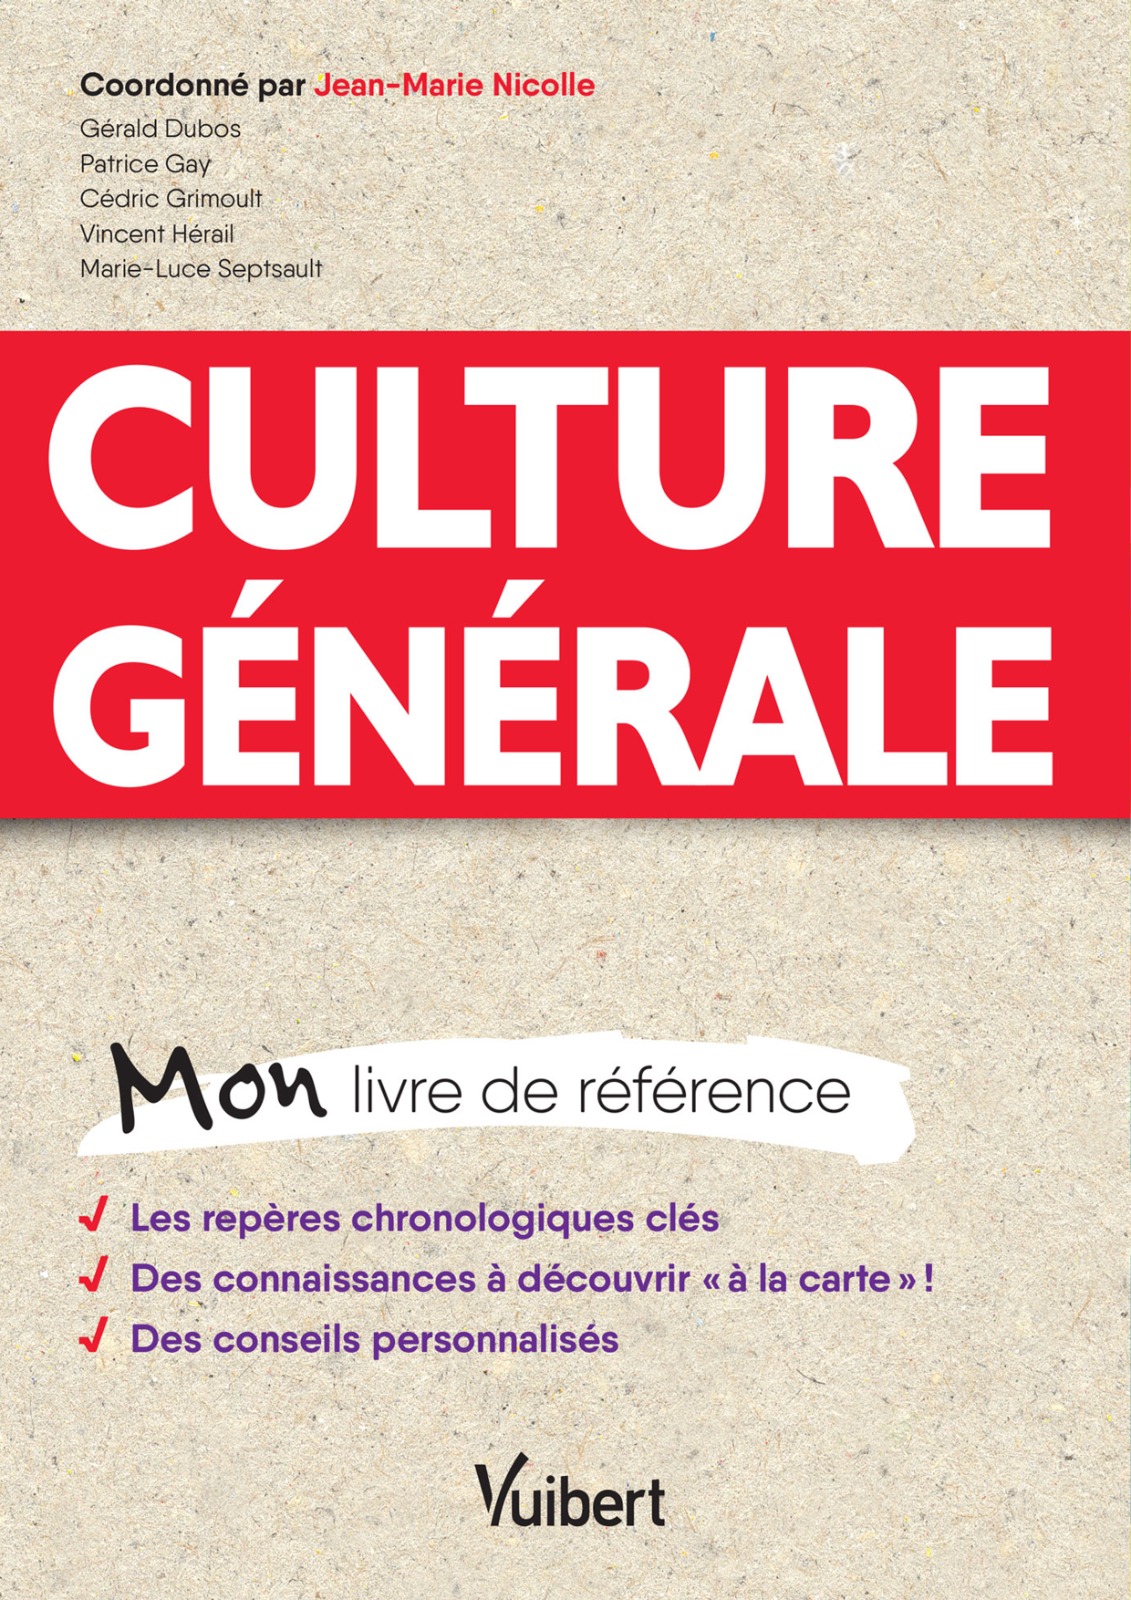 Coordonné par Jean-Marie Nicolle
Gérald Dubos
Patrice Gay
Cédric Grimoult
Vincent Hérail
Marie-Luce Septsault
CULTURE
GÉNÉRALE
Mon livre de référence
√ Les repères chronologiques clés
√ Des connaissances à découvrir « à la carte » !
√ Des conseils personnalisés
Vuibert